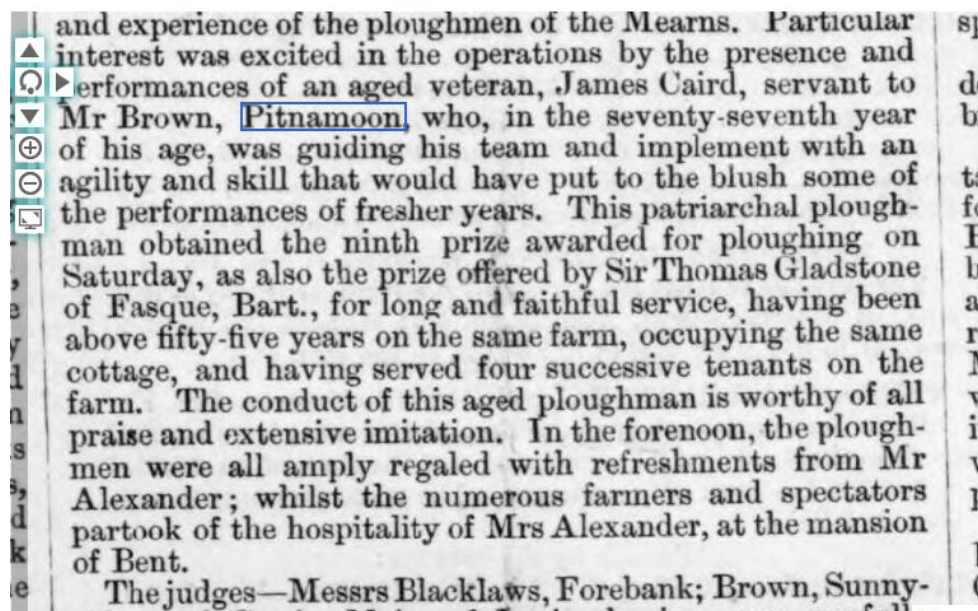 and experience of the ploughmen of the Mearns. Particular
interest was excited in the operations by the presence and
performances of an aged veteran, James Caird, servant to
Mr Brown, Pitnamoon, who, in the seventy-seventh year
of his age, was guiding his team and implement with an
agility and skill that would have put to the blush some of
the performances of fresher years. This patriarchal plough-
man obtained the ninth prize awarded for ploughing on
Saturday, as also the prize offered by Sir Thomas Gladstone
of Fasque, Bart., for long and faithful service, having been
above fifty-five years on the same farm, occupying the same
cottage, and having served four successive tenants on the
farm. The conduct of this aged ploughman is worthy of all
praise and extensive imitation. In the forenoon, the plough-
men were all amply regaled with refreshments from Mr
Alexander; whilst the numerous farmers and spectators
partook of the hospitality of Mrs Alexander, at the mansion
of Bent.
The judges—Messrs Blacklaws, Forebank; Brown, Sunny-